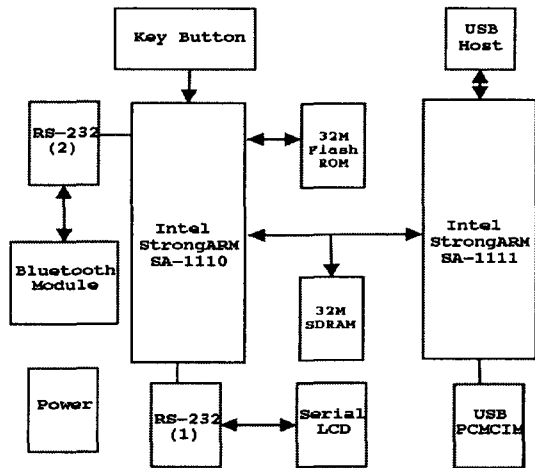 Key Button
USB
Host
RS-232
(2)
32M
Flash
ROM
Intel
StrongARM
SA-1110
Intel
StrongARM
SA-1111
Bluetooth
Module
32M
SDRAM
Power
RS-232
(1)
Serial
LCD
USB
PCMCIM